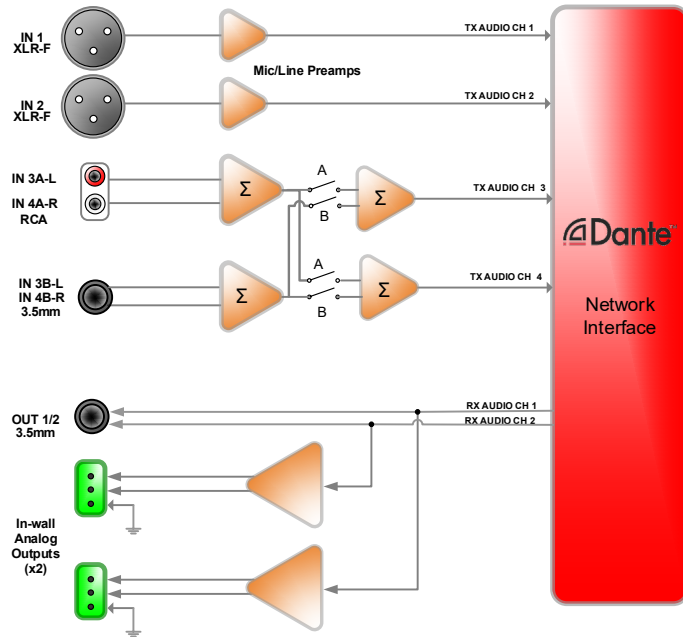 IN 1
XLR-F
TX AUDIO CH 1
Mic/Line Preamps
IN 2
XLR-F
TX AUDIO CH 2
IN 3A-L
IN 4A-R
RCA
Σ
A
B
Σ
TX AUDIO CH 3
Dante™
Network
Interface
IN 3B-L
IN 4B-R
3.5mm
Σ
A
B
Σ
TX AUDIO CH 4
OUT 1/2
3.5mm
RX AUDIO CH 1
RX AUDIO CH 2
In-wall
Analog
Outputs
(x2)